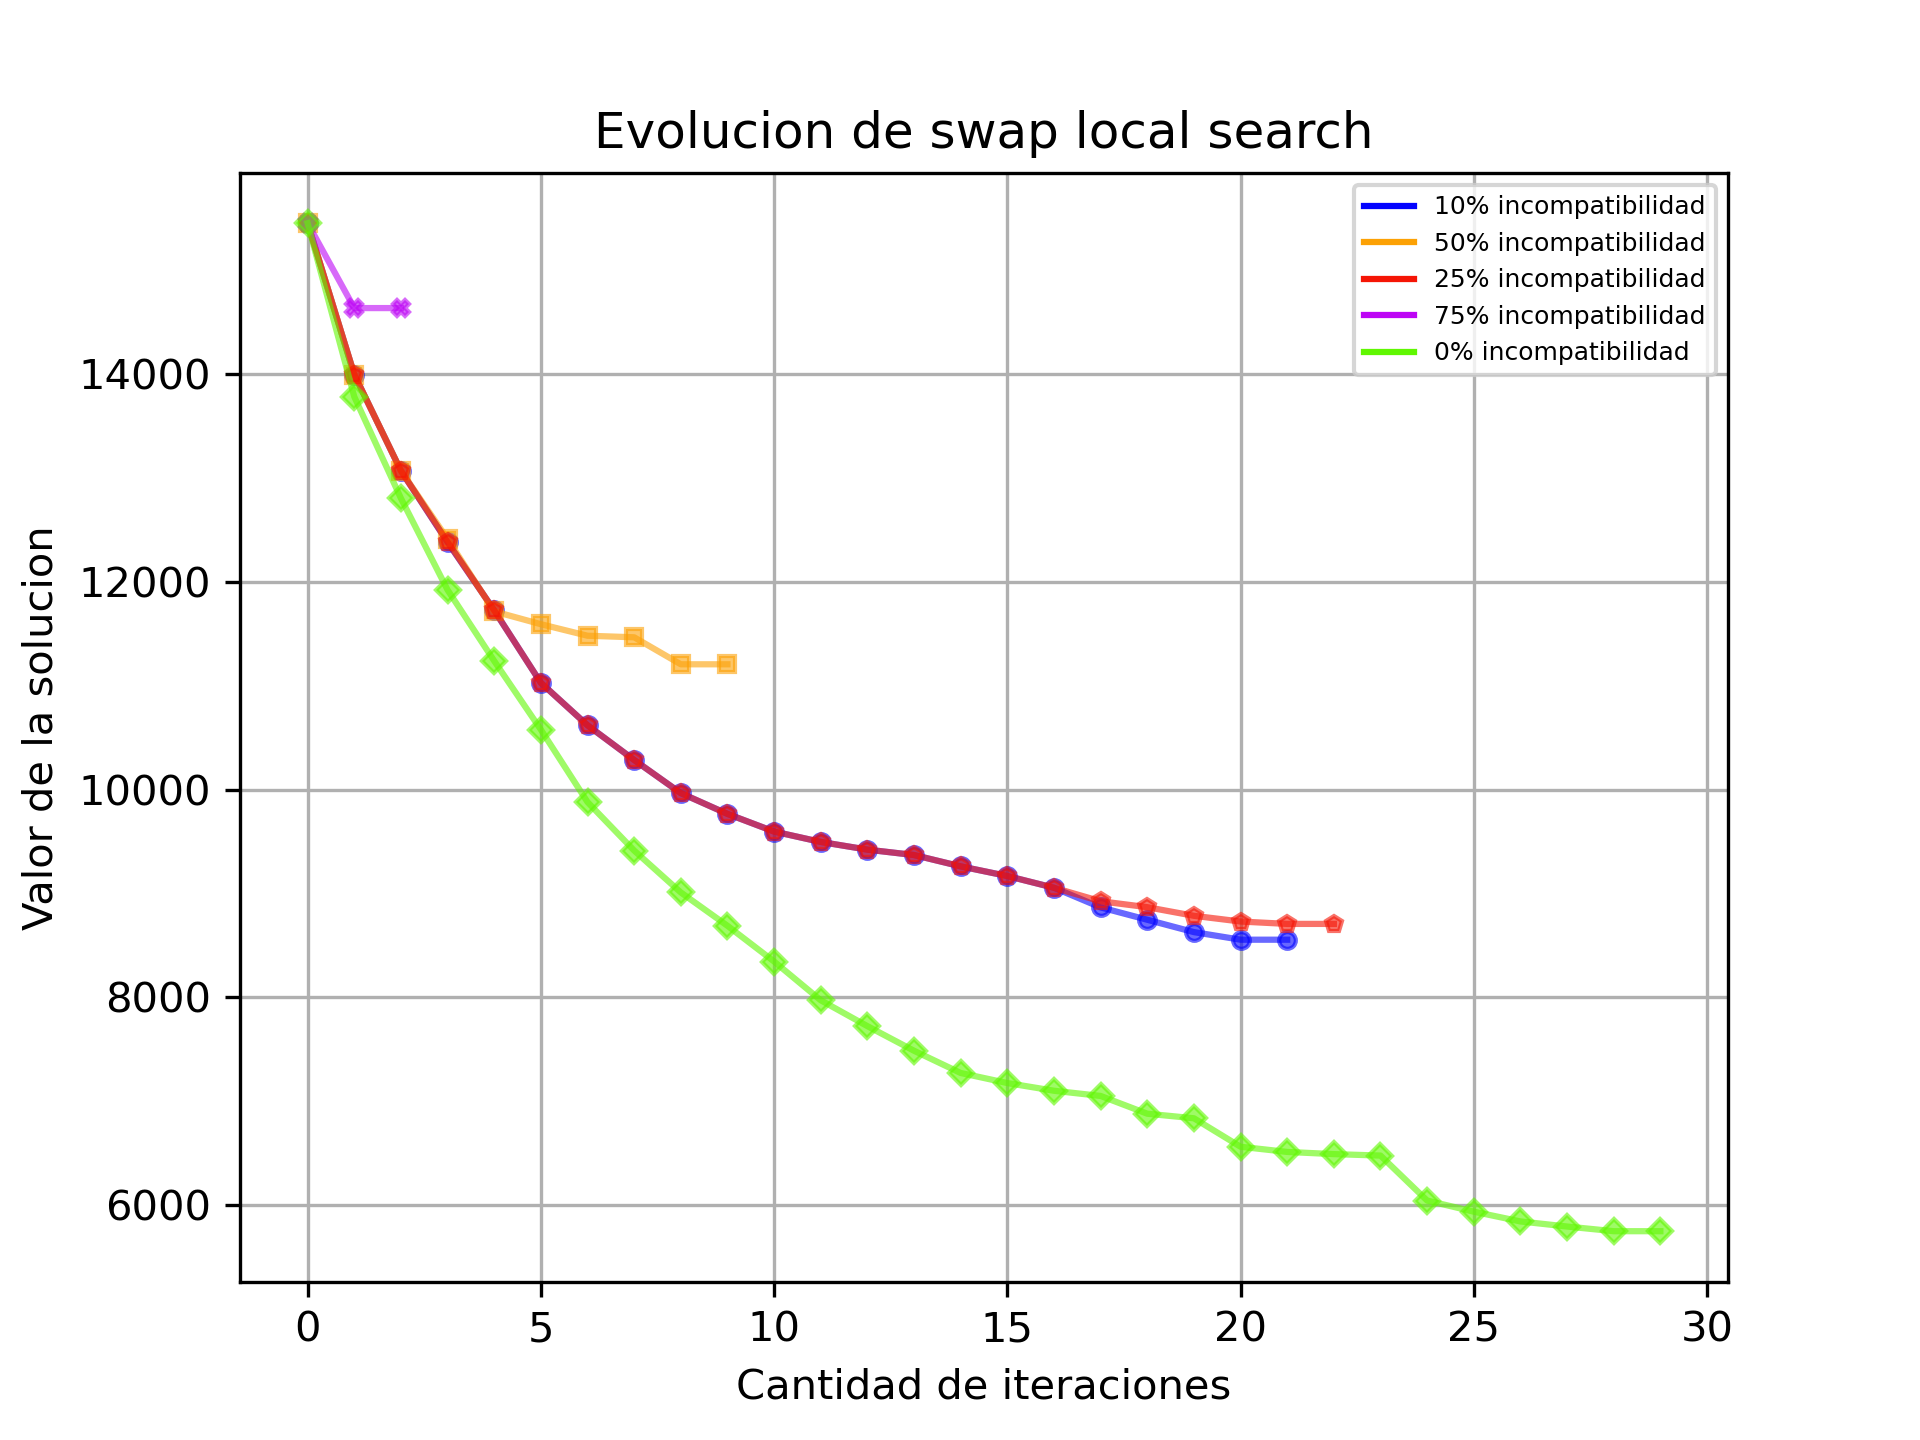 Evolucion de swap local search
10% incompatibilidad
50% incompatibilidad
25% incompatibilidad
75% incompatibilidad
0% incompatibilidad
Valor de la solucion
14000
12000
10000
8000
6000
0 5 10 15 20 25 30
Cantidad de iteraciones